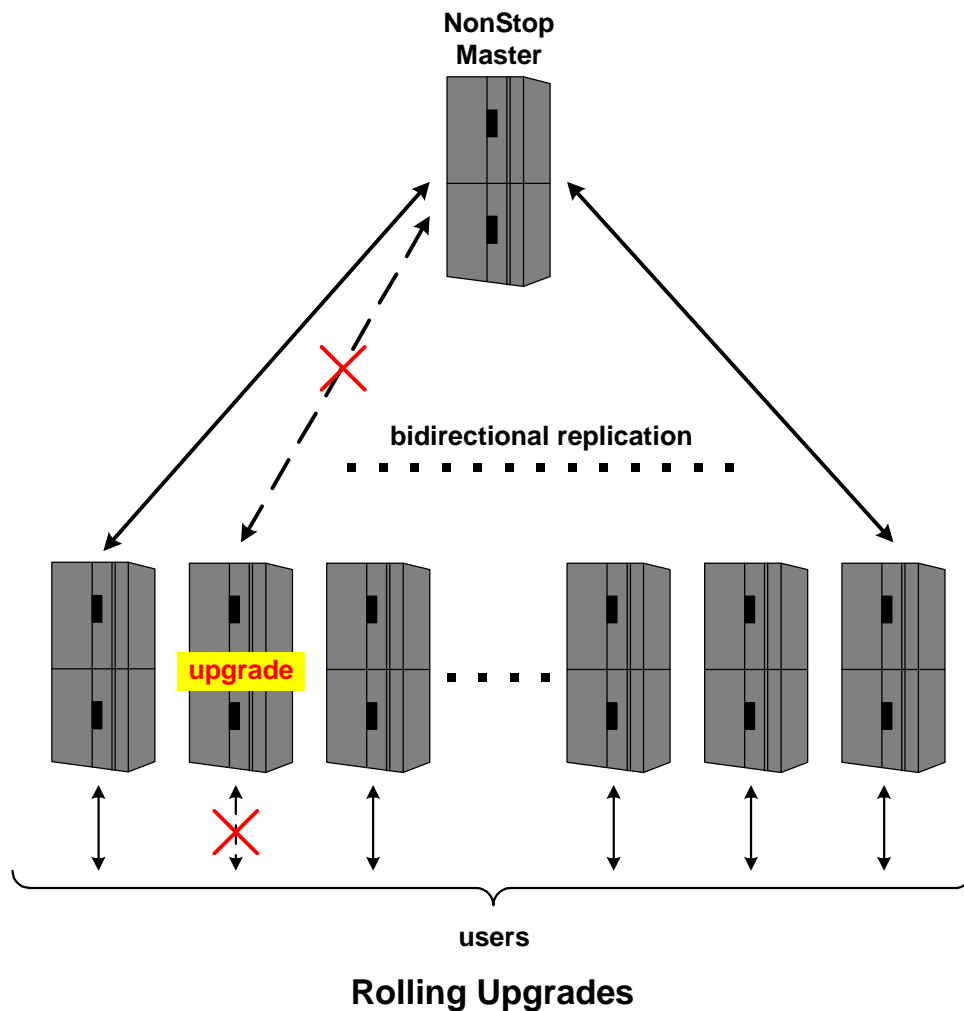 NonStop
Master
bidirectional replication
upgrade
users
Rolling Upgrades